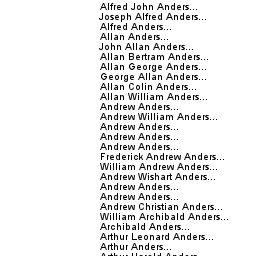 Alfred John Anders...
Joseph Alfred Anders...
Alfred Anders...
Allan Anders...
John Allan Anders...
Allan Bertram Anders...
Allan George Anders...
George Allan Anders...
Allan Colin Anders...
Allan William Anders...
Andrew Anders...
Andrew William Anders...
Andrew Anders...
Andrew Anders...
Andrew Anders...
Frederick Andrew Anders...
William Andrew Anders...
Andrew Wishart Anders...
Andrew Anders...
Andrew Anders...
Andrew Christian Anders...
William Archibald Anders...
Archibald Anders...
Arthur Leonard Anders...
Arthur Anders...
Arthur Harold Anders...